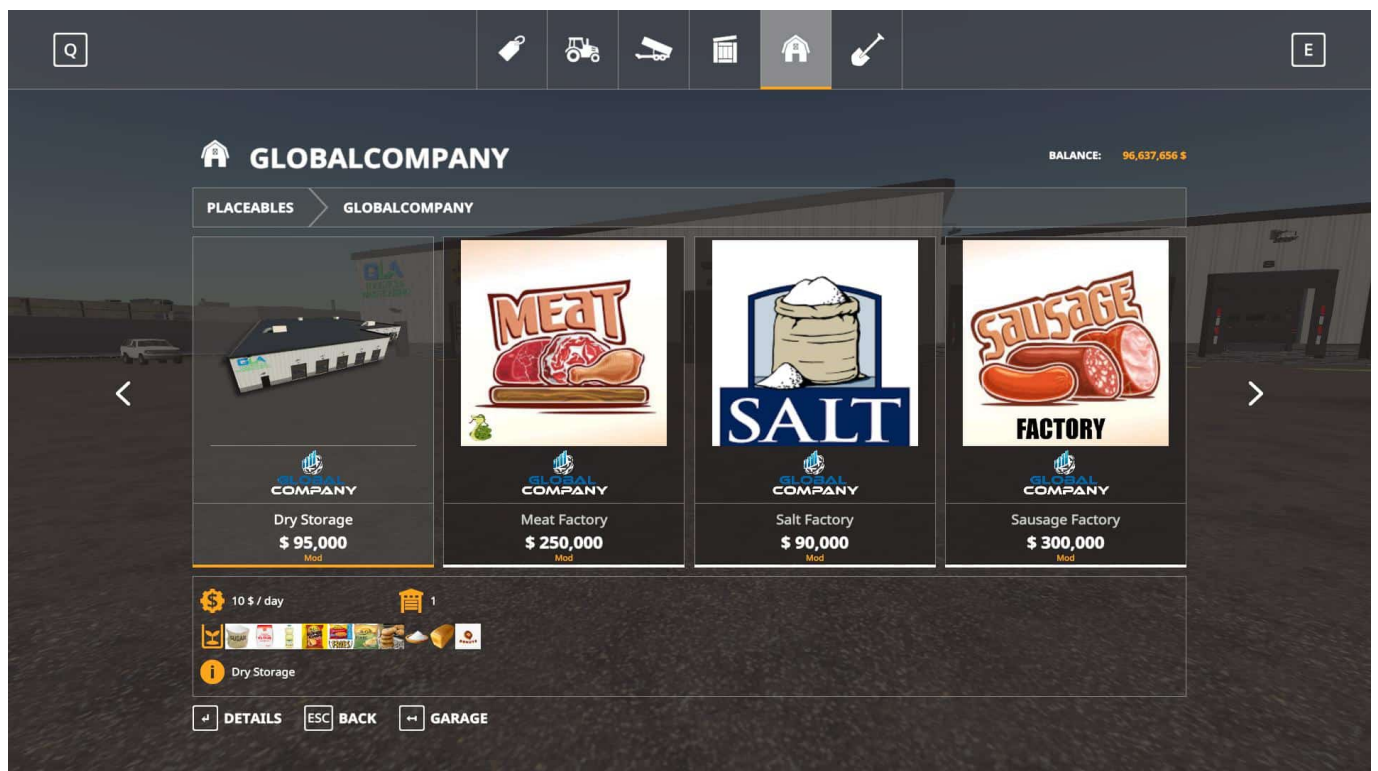 Q
E
GLOBALCOMPANY
BALANCE: 96,637,656 $
PLACEABLES
GLOBALCOMPANY
GLA
MEAT
SALT
SAUSAGE
FACTORY
GLOBAL
COMPANY
GLOBAL
COMPANY
GLOBAL
COMPANY
GLOBAL
COMPANY
Dry Storage
$ 95,000
Mod
Meat Factory
$ 250,000
Mod
Salt Factory
$ 90,000
Mod
Sausage Factory
$ 300,000
Mod
10 $ / day
1
SUGAR
Dry Storage
DETAILS
ESC BACK
GARAGE